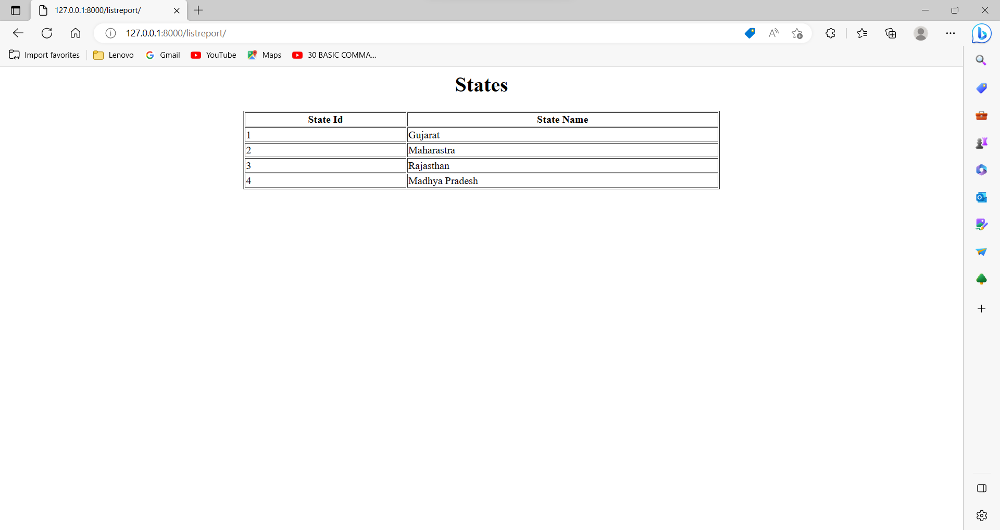 127.0.0.1:8000/listreport/
127.0.0.1:8000/listreport/
Import favorites Lenovo Gmail YouTube Maps 30 BASIC COMMA...
States
State Id State Name
1 Gujarat
2 Maharastra
3 Rajasthan
4 Madhya Pradesh